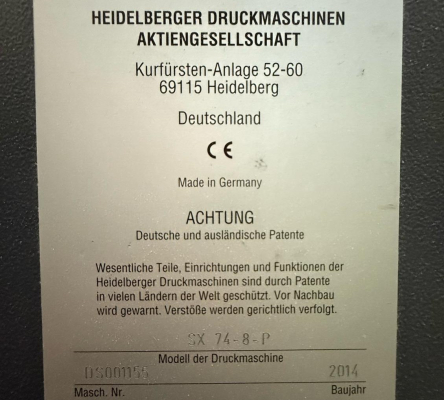 HEIDELBERGER DRUCKMASCHINEN
AKTIENGESELLSCHAFT
Kurfürsten-Anlage 52-60
69115 Heidelberg
Deutschland
CE
Made in Germany
ACHTUNG
Deutsche und ausländische Patente
Wesentliche Teile, Einrichtungen und Funktionen der
Heidelberger Druckmaschinen sind durch Patente
in vielen Ländern der Welt geschützt. Vor Nachbau
wird gewarnt. Verstöße werden gerichtlich verfolgt.
SX 74-8-P
Modell der Druckmaschine
DS001155 2014
Masch. Nr. Baujahr